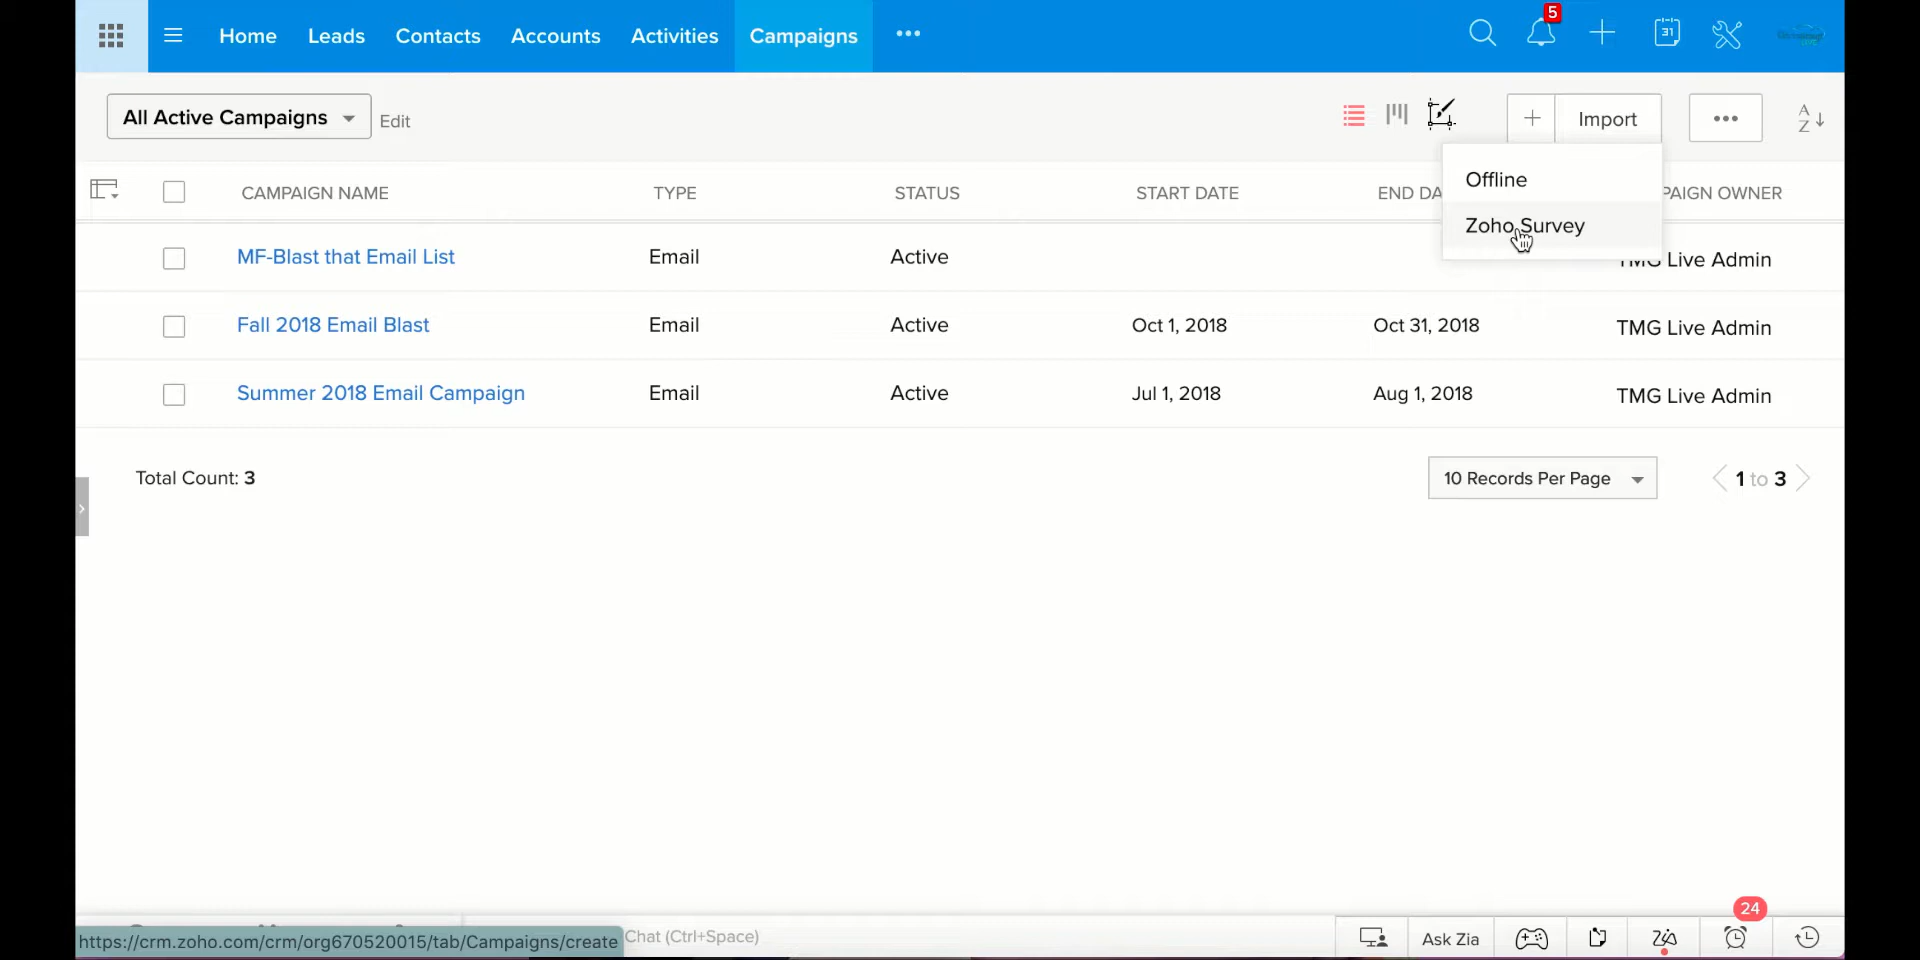 Home Leads Contacts Accounts Activities Campaigns
5
31
All Active Campaigns Edit
Import
A
Z
Offline
Zoho Survey
CAMPAIGN NAME TYPE STATUS START DATE END DA PAIGN OWNER
MF-Blast that Email List Email Active TMG Live Admin
Fall 2018 Email Blast Email Active Oct 1, 2018 Oct 31, 2018 TMG Live Admin
Summer 2018 Email Campaign Email Active Jul 1, 2018 Aug 1, 2018 TMG Live Admin
Total Count: 3 10 Records Per Page 1 to 3
24
https://crm.zoho.com/crm/org670520015/tab/Campaigns/create Chat (Ctrl+Space) Ask Zia